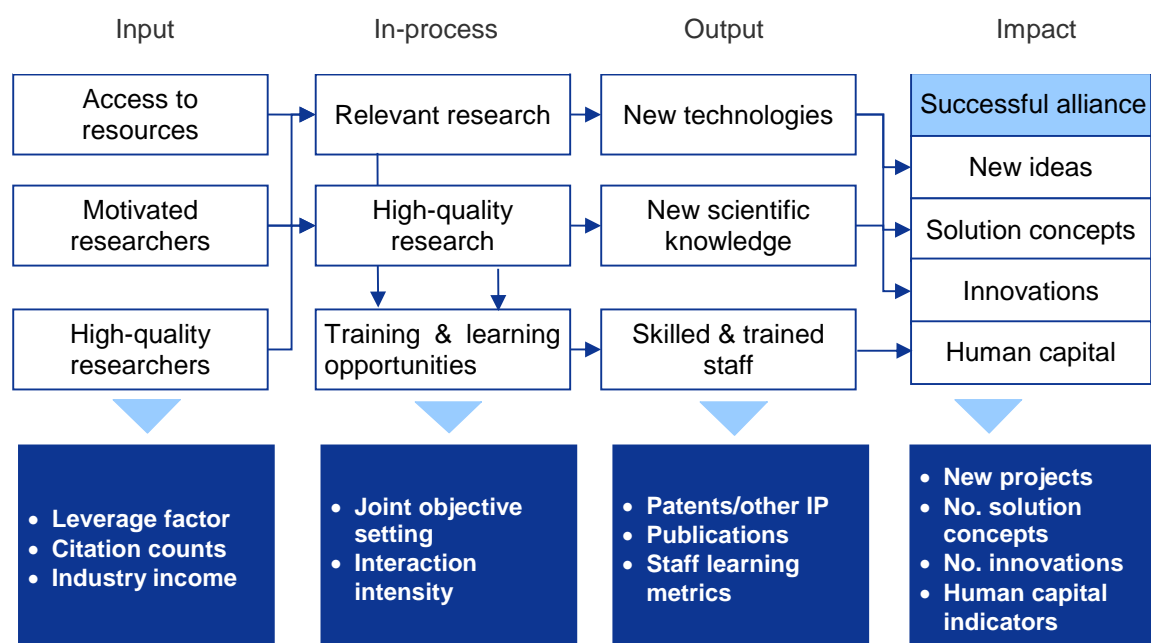 Input
In-process
Output
Impact
Access to
resources
Relevant research
New technologies
Successful alliance
New ideas
Motivated
researchers
High-quality
research
New scientific
knowledge
Solution concepts
Innovations
High-quality
researchers
Training & learning
opportunities
Skilled & trained
staff
Human capital
• Leverage factor
• Citation counts
• Industry income
• Joint objective
setting
• Interaction
intensity
• Patents/other IP
• Publications
• Staff learning
metrics
• New projects
• No. solution
concepts
• No. innovations
• Human capital
indicators